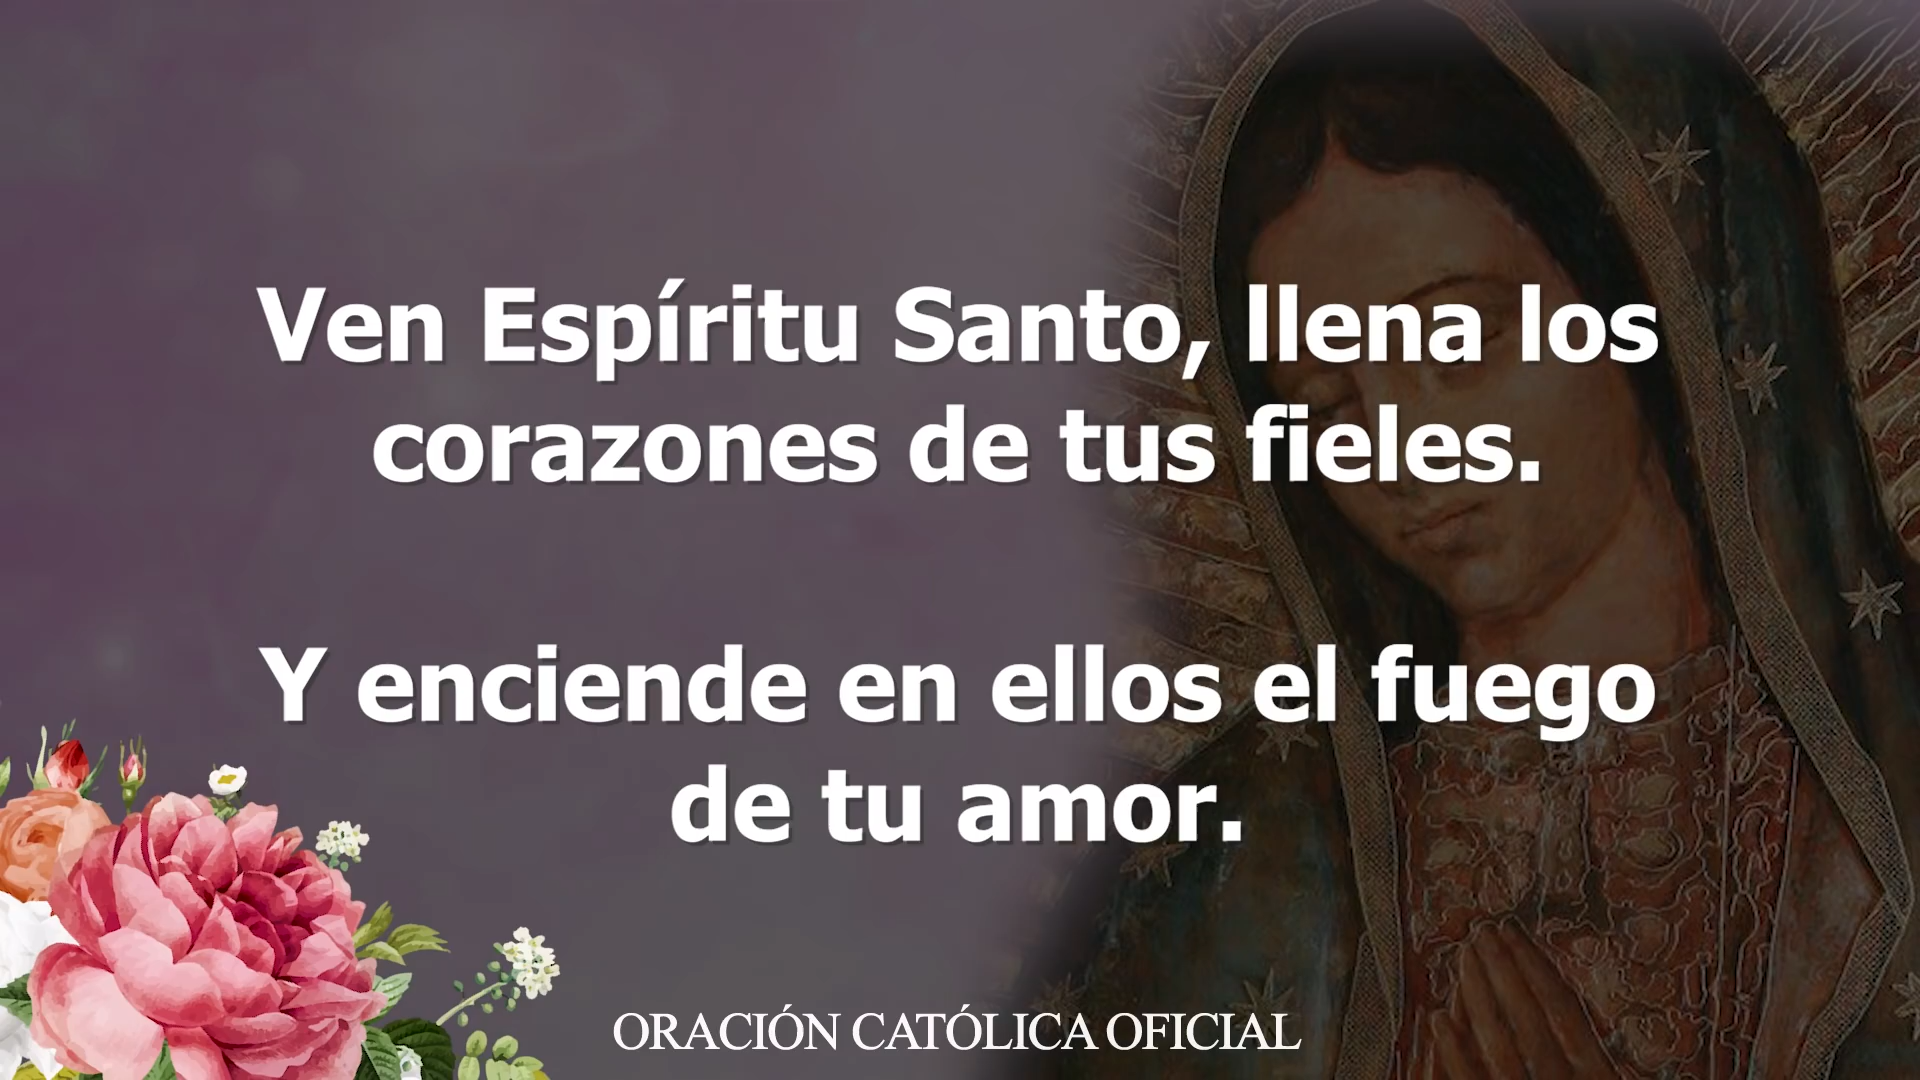 Ven Espíritu Santo, llena los
corazones de tus fieles.
Y enciende en ellos el fuego
de tu amor.
ORACIÓN CATÓLICA OFICIAL